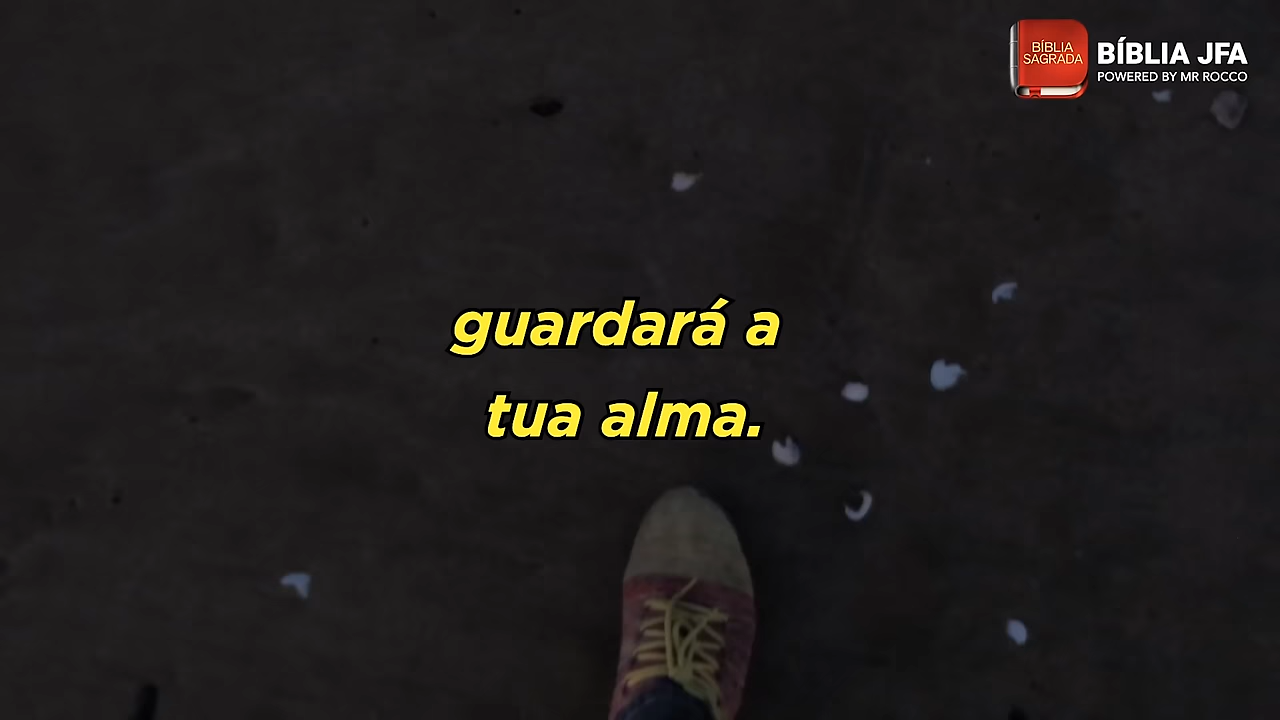 BÍBLIA
SAGRADA
BÍBLIA JFA
POWERED BY MR ROCCO
guardará a
tua alma.